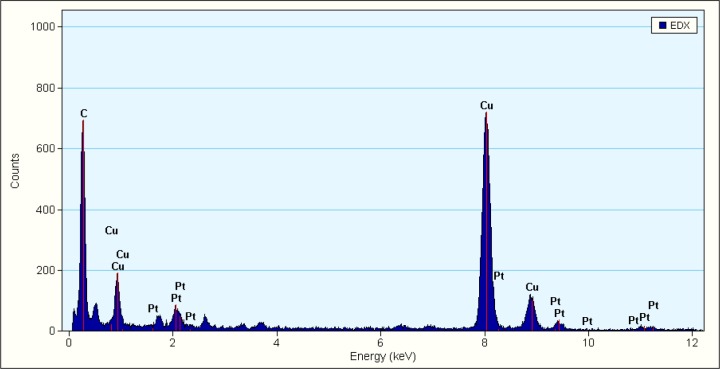 EDX
1000
800
600
400
200
0
Counts
C
Cu
Cu
Cu
Pt
Pt
Pt
Pt
Cu
Pt
Cu
Pt
Pt
Pt
Pt
Pt
Pt
0 2 4 6 8 10 12
Energy (keV)